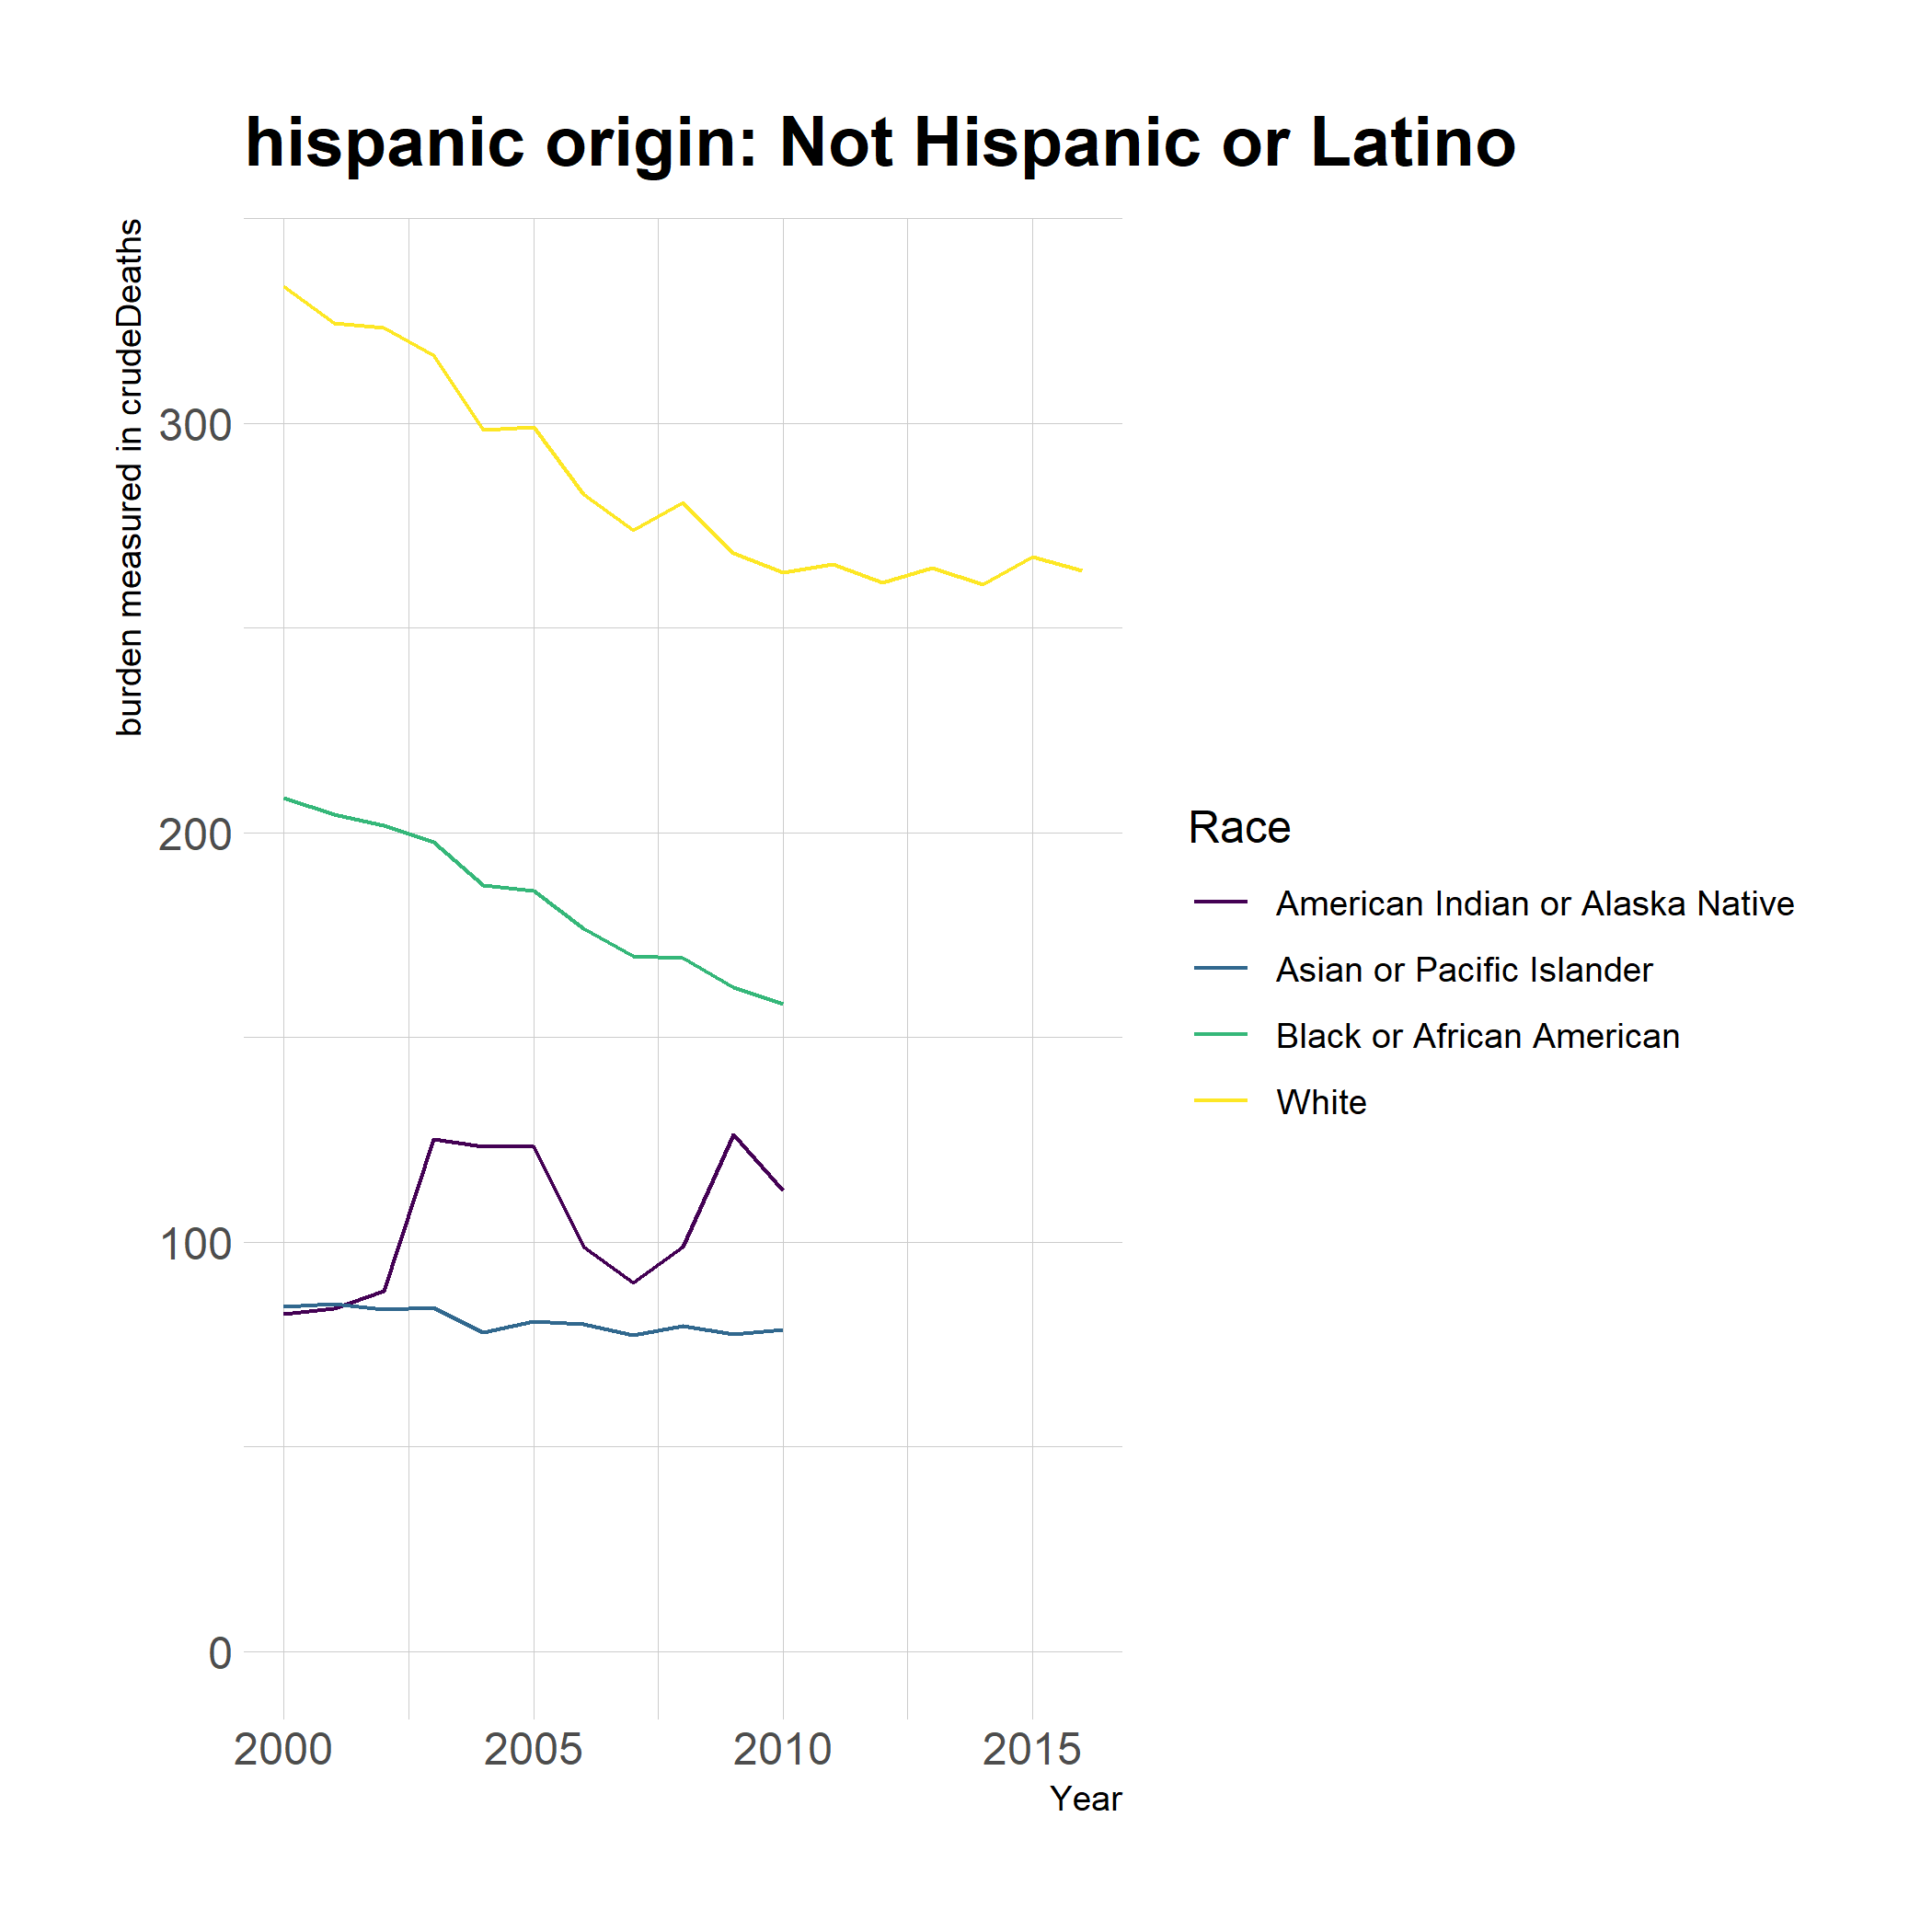 hispanic origin: Not Hispanic or Latino
burden measured in crudeDeaths
300
200
100
0
2000 2005 2010 2015
Year
Race
American Indian or Alaska Native
Asian or Pacific Islander
Black or African American
White